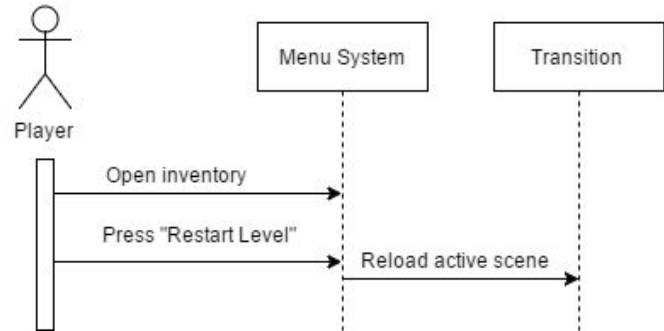 Menu System
Transition
Player
Open inventory
Press "Restart Level"
Reload active scene